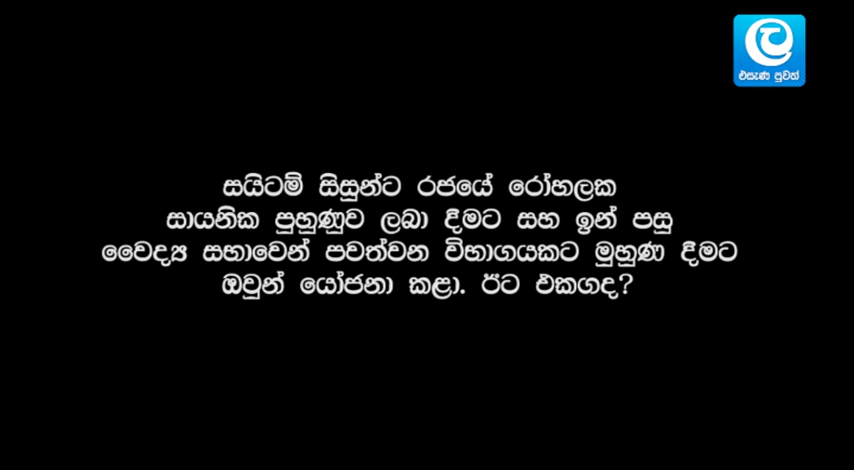 එසැණ පුවත්
සයිටම් සිසුන්ට රජයේ රෝහලක
සායනික පුහුණුව ලබා දීමට සහ ඉන් පසු
වෛද්‍ය සභාවෙන් පවත්වන විභාගයකට මුහුණ දීමට
ඔවුන් යෝජනා කළා. ඊට එකගද?